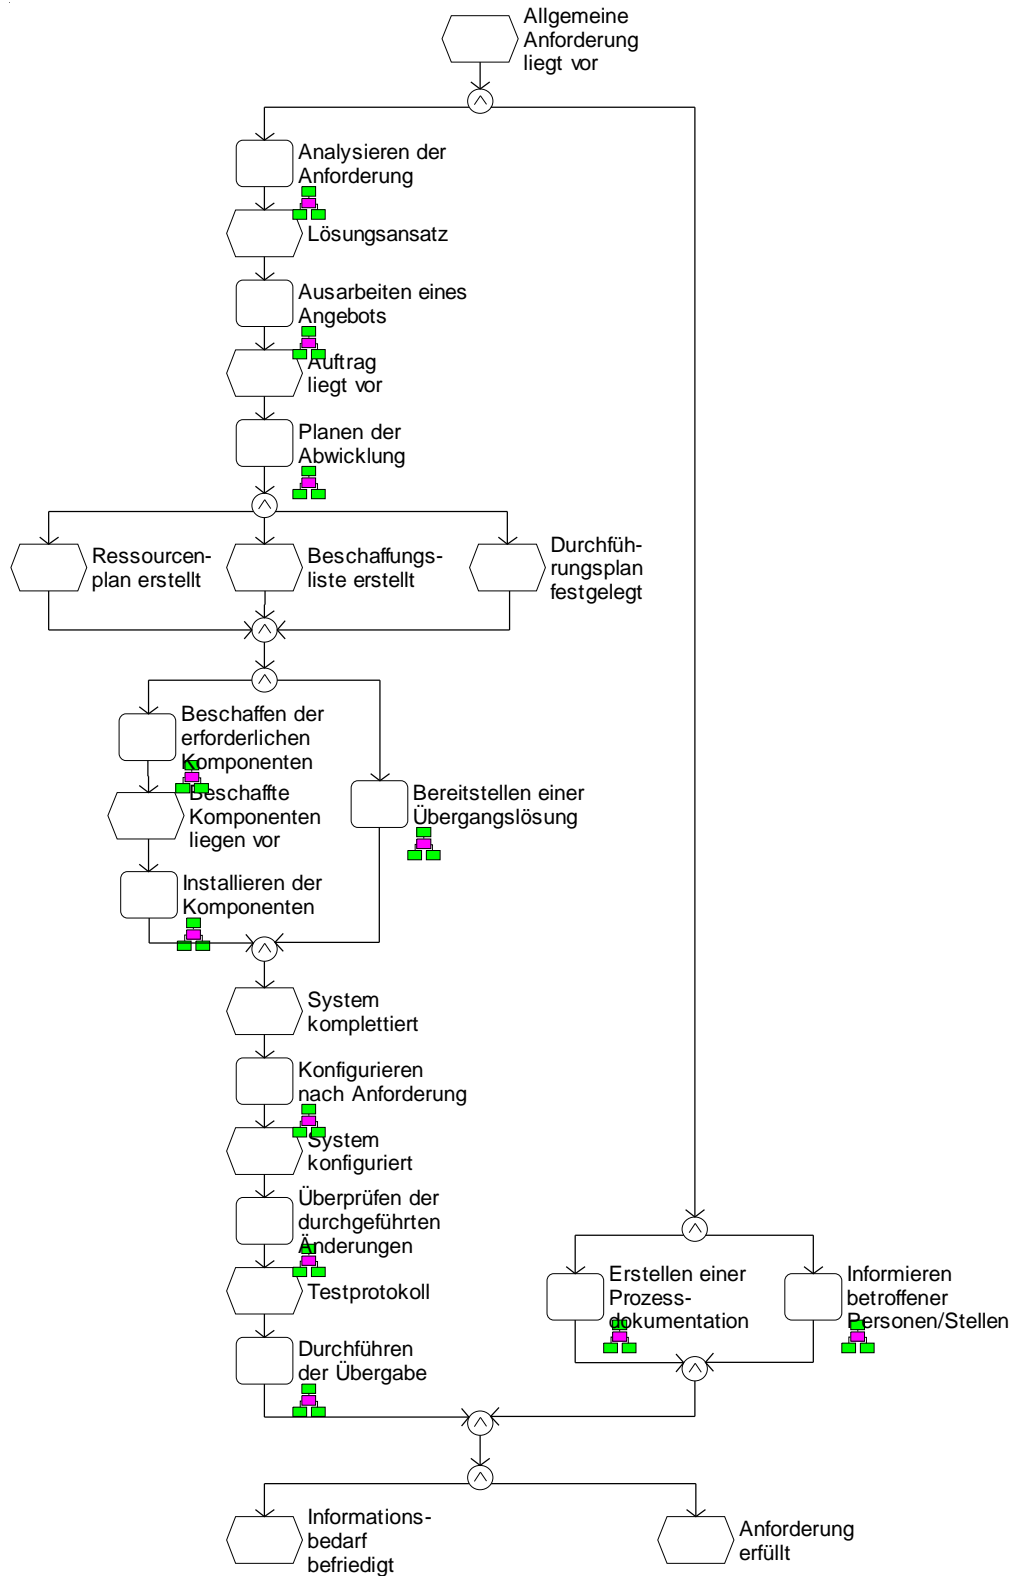 Allgemeine
Anforderung
liegt vor
Analysieren der
Anforderung
Lösungsansatz
Ausarbeiten eines
Angebots
Auftrag
liegt vor
Planen der
Abwicklung
Ressourcen-
plan erstellt
Beschaffungs-
liste erstellt
Durchfüh-
rungsplan
festgelegt
Beschaffen der
erforderlichen
Komponenten
Beschaffte
Komponenten
liegen vor
Installieren der
Komponenten
Bereitstellen einer
Übergangslösung
System
komplettiert
Konfigurieren
nach Anforderung
System
konfiguriert
Überprüfen der
durchgeführten
Änderungen
Testprotokoll
Durchführen
der Übergabe
Erstellen einer
Prozess-
dokumentation
Informieren
betroffener
Personen/Stellen
Informations-
bedarf
befriedigt
Anforderung
erfüllt